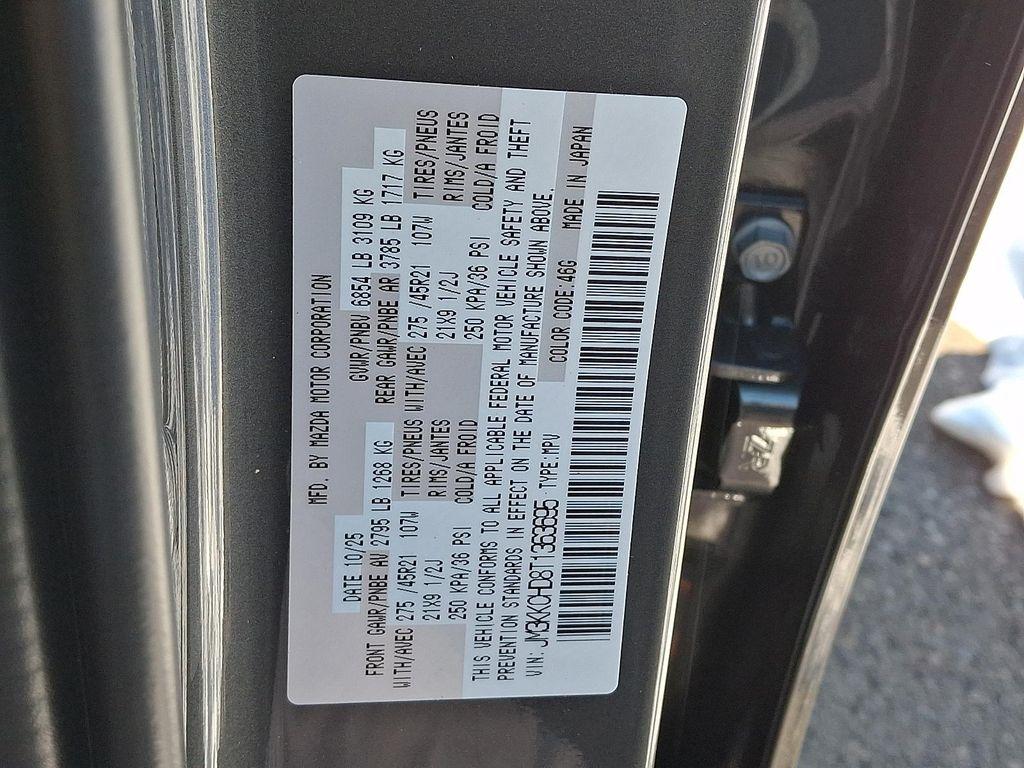 MFD. BY MAZDA MOTOR CORPORATION
DATE 10/25 GVWR/PNBV 6854 LB 3109 KG
FRONT GAWR/PNBE AV 2795 LB 1268 KG REAR GAWR/PNBE AR 3785 LB 1717 KG
WITH/AVEC 275 /45R21 107W TIRES/PNEUS WITH/AVEC 275 /45R21 107W TIRES/PNEUS
21X9 1/2J RIMS/JANTES 21X9 1/2J RIMS/JANTES
250 KPA/36 PSI COLD/A FROID 250 KPA/36 PSI COLD/A FROID
THIS VEHICLE CONFORMS TO ALL APPLICABLE FEDERAL MOTOR VEHICLE SAFETY AND THEFT
PREVENTION STANDARDS IN EFFECT ON THE DATE OF MANUFACTURE SHOWN ABOVE.
VIN: JM3KK0HD8T1363695 TYPE:MPV COLOR CODE:46G MADE IN JAPAN